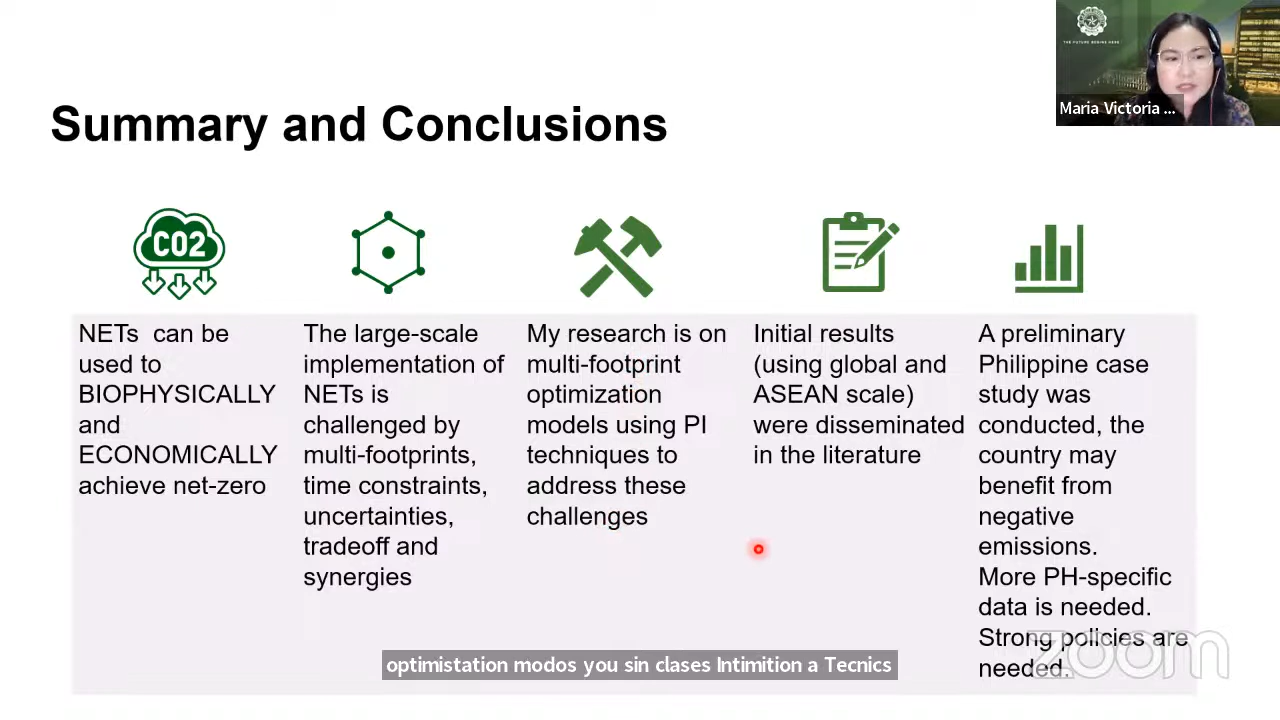 THE FUTURE BEGINS HERE
Maria Victoria ...
Summary and Conclusions
CO2
NETs can be
used to
BIOPHYSICALLY
and
ECONOMICALLY
achieve net-zero
The large-scale
implementation of
NETs is
challenged by
multi-footprints,
time constraints,
uncertainties,
tradeoff and
synergies
My research is on
multi-footprint
optimization
models using PI
techniques to
address these
challenges
Initial results
(using global and
ASEAN scale)
were disseminated
in the literature
A preliminary
Philippine case
study was
conducted, the
country may
benefit from
negative
emissions.
More PH-specific
data is needed.
Strong policies are
needed.
optimistation modos you sin clases Intimition a Tecnics
zoom